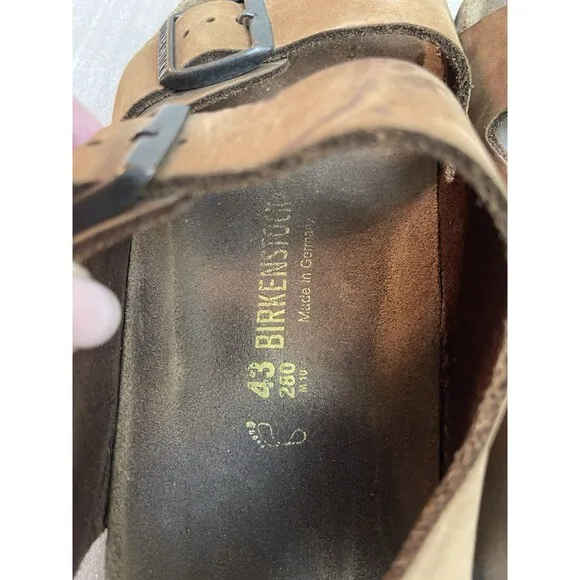 BIRKENSTOCK
Made in Germany
43
280
M 10